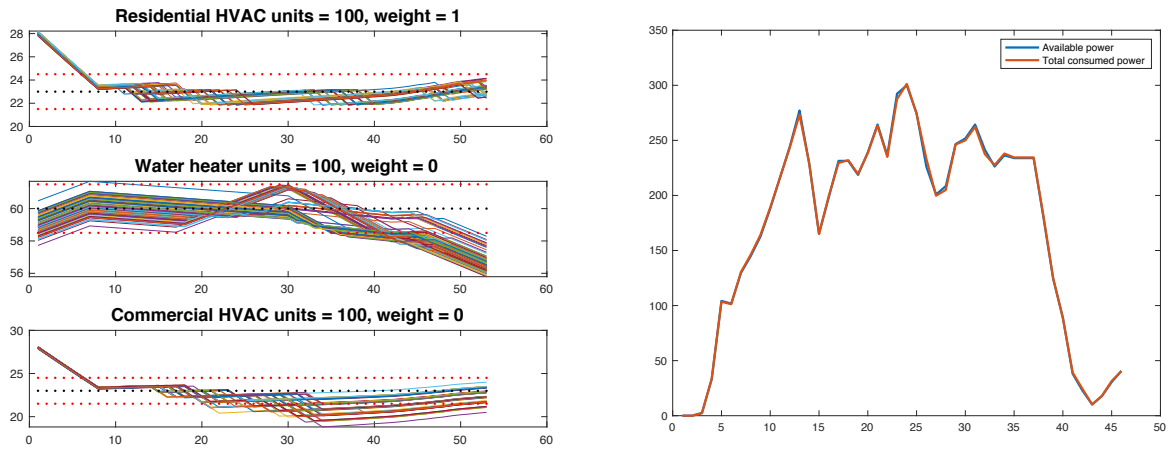 Residential HVAC units = 100, weight = 1
28
26
24
22
20
0 10 20 30 40 50 60
Water heater units = 100, weight = 0
60
58
56
0 10 20 30 40 50 60
Commercial HVAC units = 100, weight = 0
30
25
20
0 10 20 30 40 50 60
350
300
250
200
150
100
50
0
0 5 10 15 20 25 30 35 40 45 50
Available power
Total consumed power